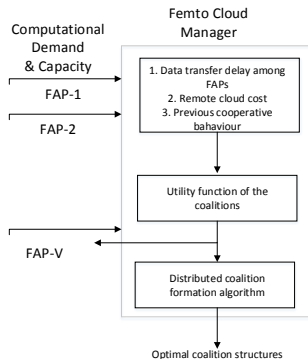 Computational
Demand
& Capacity
Femto Cloud
Manager
FAP-1
FAP-2
1. Data transfer delay among
FAPs
2. Remote cloud cost
3. Previous cooperative
bahaviour
Utility function of the
coalitions
FAP-V
Distributed coalition
formation algorithm
Optimal coalition structures